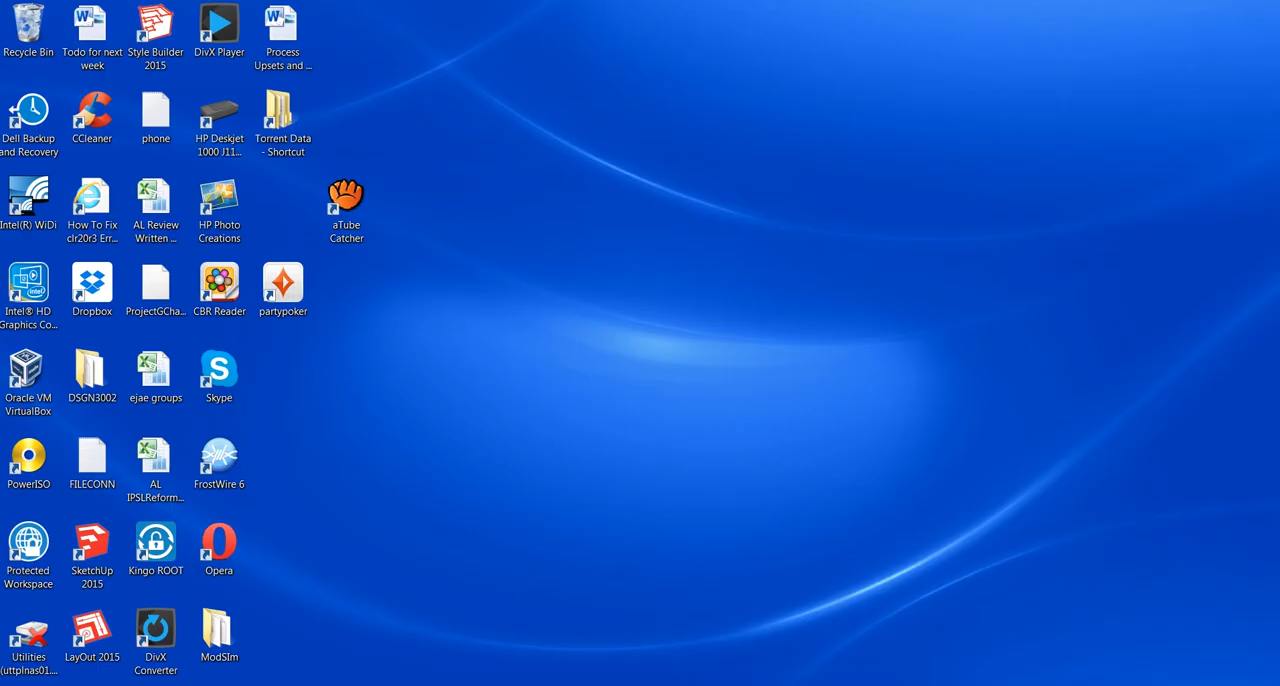 Recycle Bin
Todo for next
week
Style Builder
2015
DivX Player
Process
Upsets and ...
Dell Backup
and Recovery
CCleaner
phone
HP Deskjet
1000 J11...
Torrent Data
- Shortcut
Intel(R) WiDi
How To Fix
clr20r3 Err...
AL Review
Written ...
HP Photo
Creations
aTube
Catcher
Intel® HD
Graphics Co...
Dropbox
ProjectGCha...
CBR Reader
partypoker
Oracle VM
VirtualBox
DSGN3002
ejae groups
Skype
PowerISO
FILECONN
AL
IPSLReform...
FrostWire 6
Protected
Workspace
SketchUp
2015
Kingo ROOT
Opera
Utilities
(uttplnas01....
LayOut 2015
DivX
Converter
ModSIm